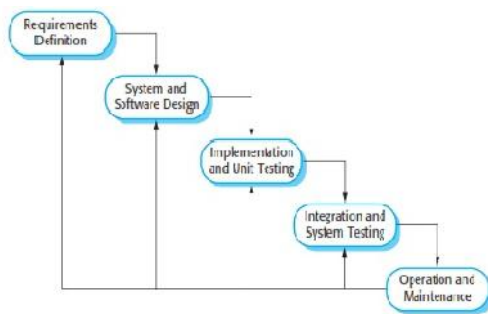 Requirements
Definition
System and
Software Design
Implementation
and Unit Testing
Integration and
System Testing
Operation and
Maintenance